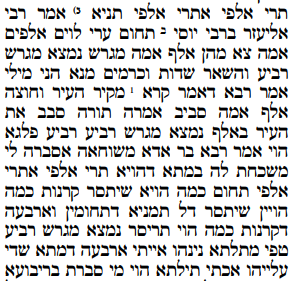 תרי אלפי אתרי אלפי תניא כ) אמר רבי
אליעזר ברבי יוסי ב תחום ערי לוים אלפים
אמה צא מהן אלף אמה מגרש נמצא מגרש
רביע והשאר שדות וכרמים מנא הני מילי
אמר רבא דאמר קרא ו מקיר העיר וחוצה
אלף אמה סביב אמרה תורה סבב את
העיר באלף נמצא מגרש רביע רביע פלגא
הוי אמר רבא בר אדא משוחאה אסברה לי
משכחת לה במתא דהויא תרי אלפי אתרי
אלפי תחום כמה הויא שיתסר קרנות כמה
הויין שיתסר דל תמניא דתחומין וארבעה
דקרנות כמה הוי תריסר נמצא מגרש רביע
טפי מתלתא נינהו אייתי ארבעה דמתא שדי
עלייהו אכתי תילתא הוי מי סברת בריבועא